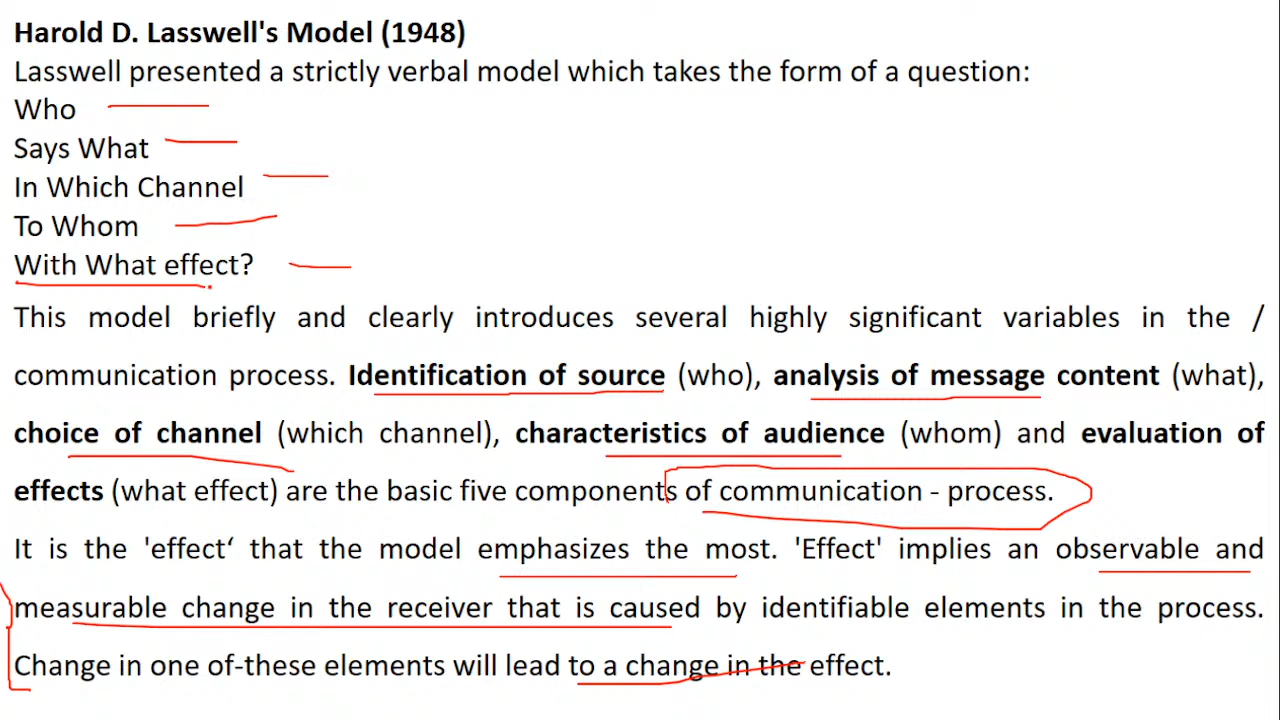 Harold D. Lasswell's Model (1948)
Lasswell presented a strictly verbal model which takes the form of a question:
Who
Says What
In Which Channel
To Whom
With What effect?
This model briefly and clearly introduces several highly significant variables in the /
communication process. Identification of source (who), analysis of message content (what),
choice of channel (which channel), characteristics of audience (whom) and evaluation of
effects (what effect) are the basic five components of communication - process.
It is the 'effect‘ that the model emphasizes the most. 'Effect' implies an observable and
measurable change in the receiver that is caused by identifiable elements in the process.
Change in one of-these elements will lead to a change in the effect.